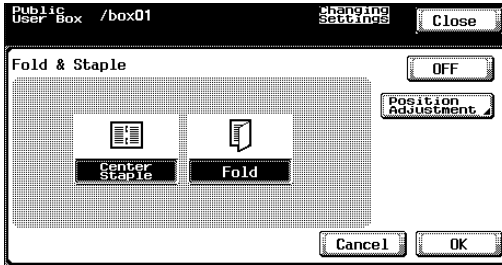 Public
User Box /box01
Changing
Settings
Close
Fold & Staple
OFF
Position
Adjustment
Center
Staple
Fold
Cancel
OK